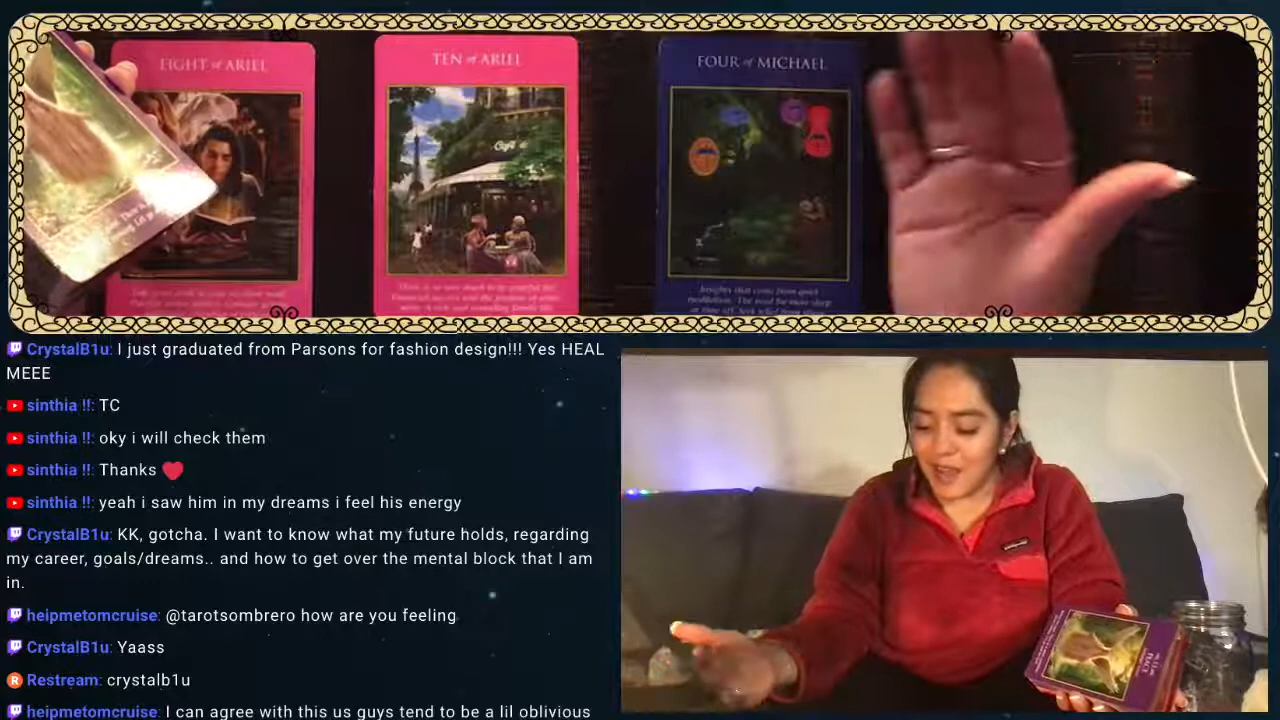 EIGHT of ARIEL
TEN of ARIEL
FOUR of MICHAEL
Café
Insights that come from quiet
meditation. The need for more sleep
CrystalB1u: I just graduated from Parsons for fashion design!!! Yes HEAL
MEEE
sinthia !!: TC
sinthia !!: oky i will check them
sinthia !!: Thanks ❤️
sinthia !!: yeah i saw him in my dreams i feel his energy
CrystalB1u: KK, gotcha. I want to know what my future holds, regarding
my career, goals/dreams.. and how to get over the mental block that I am
in.
heipmetomcruise: @tarotsombrero how are you feeling
CrystalB1u: Yaass
Restream: crystalb1u
heipmetomcruise: I can agree with this us guys tend to be a lil oblivious
PEACE